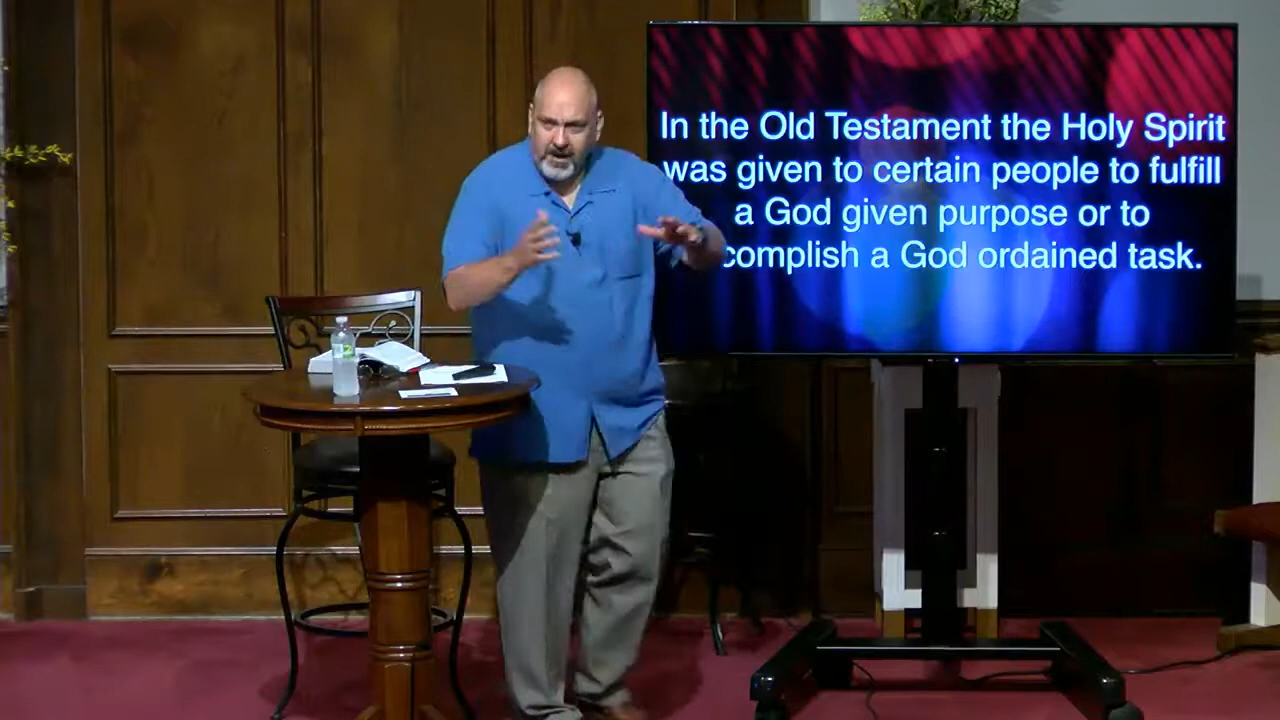 In the Old Testament the Holy Spirit
was given to certain people to fulfill
a God given purpose or to
complish a God ordained task.